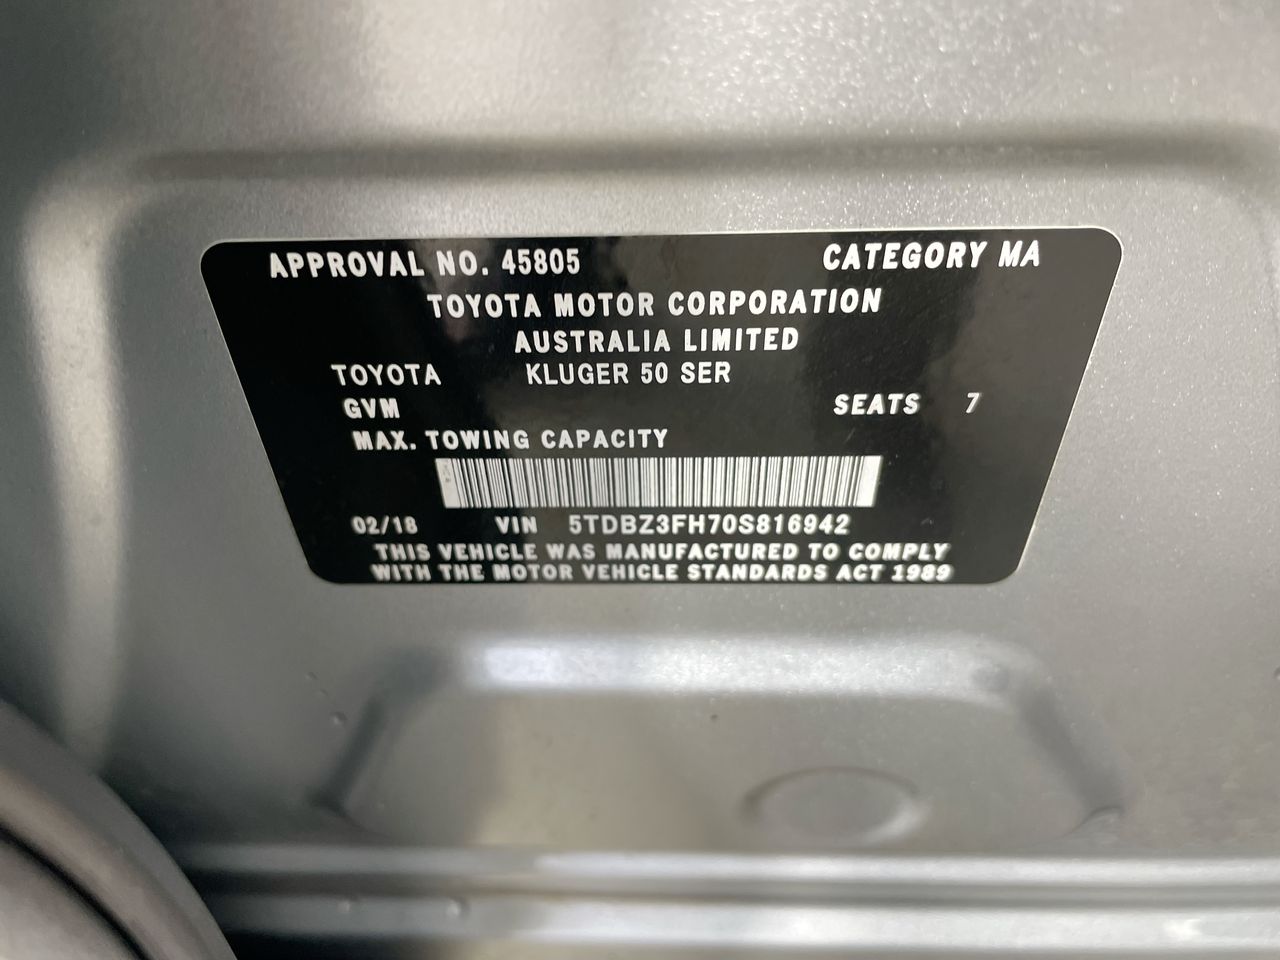 APPROVAL NO. 45805 CATEGORY MA
TOYOTA MOTOR CORPORATION
AUSTRALIA LIMITED
TOYOTA KLUGER 50 SER
GVM SEATS 7
MAX. TOWING CAPACITY
02/18 VIN 5TDBZ3FH70S816942
THIS VEHICLE WAS MANUFACTURED TO COMPLY
WITH THE MOTOR VEHICLE STANDARDS ACT 1989